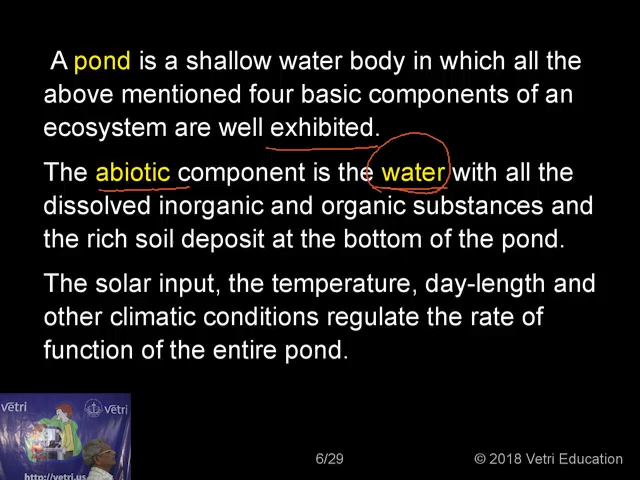 A pond is a shallow water body in which all the
above mentioned four basic components of an
ecosystem are well exhibited.
The abiotic component is the water with all the
dissolved inorganic and organic substances and
the rich soil deposit at the bottom of the pond.
The solar input, the temperature, day-length and
other climatic conditions regulate the rate of
function of the entire pond.
vetri vetri
http://vetri.us
6/29 © 2018 Vetri Education